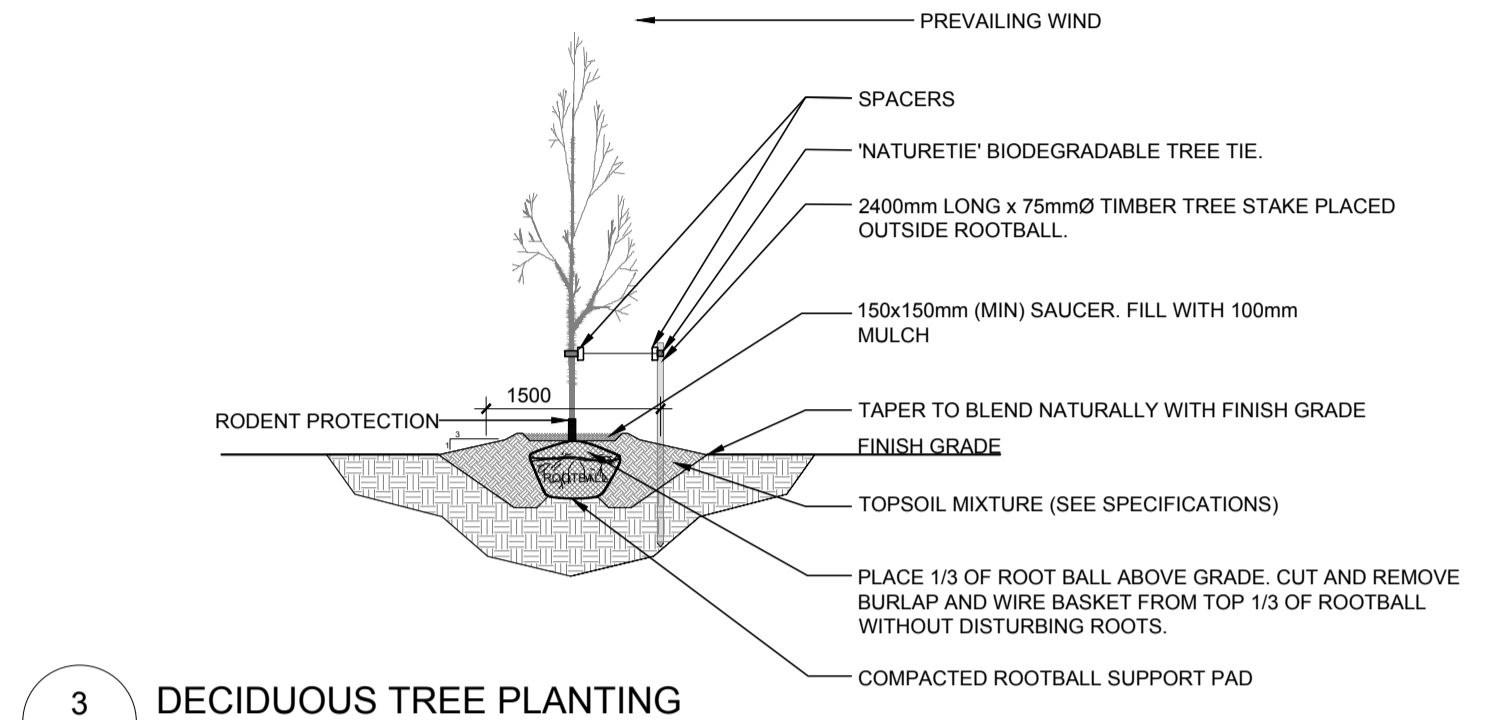 PREVAILING WIND
SPACERS
'NATURETIE' BIODEGRADABLE TREE TIE.
2400mm LONG x 75mmØ TIMBER TREE STAKE PLACED
OUTSIDE ROOTBALL.
150x150mm (MIN) SAUCER. FILL WITH 100mm
MULCH
1500
RODENT PROTECTION
TAPER TO BLEND NATURALLY WITH FINISH GRADE
3
1
FINISH GRADE
ROOTBALL
TOPSOIL MIXTURE (SEE SPECIFICATIONS)
PLACE 1/3 OF ROOT BALL ABOVE GRADE. CUT AND REMOVE
BURLAP AND WIRE BASKET FROM TOP 1/3 OF ROOTBALL
WITHOUT DISTURBING ROOTS.
COMPACTED ROOTBALL SUPPORT PAD
3 DECIDUOUS TREE PLANTING